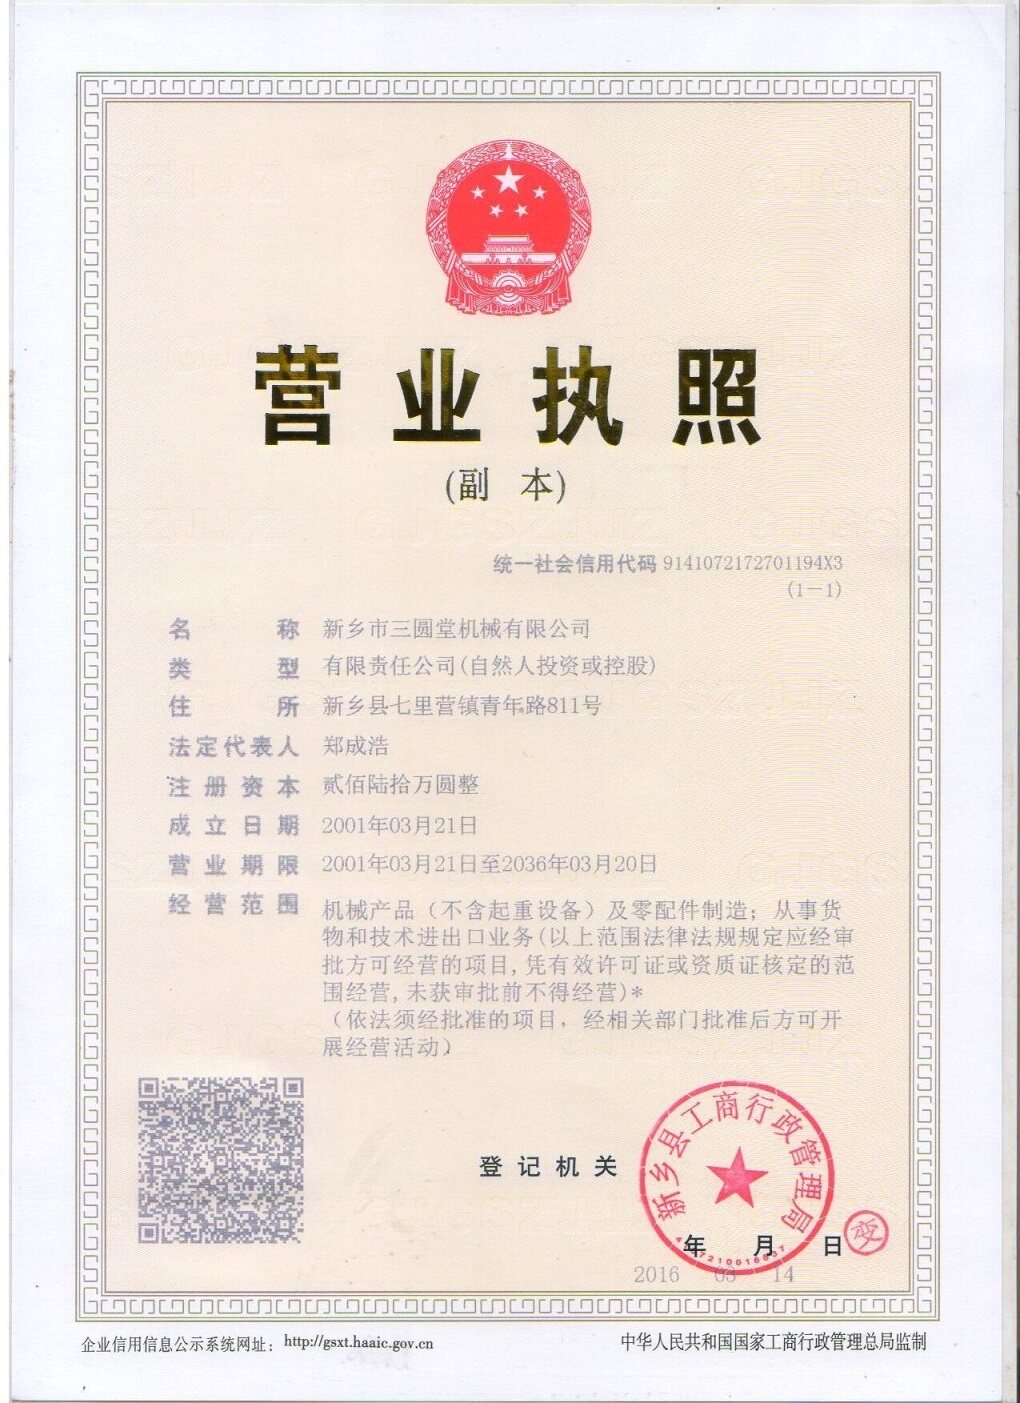 营业执照
(副 本)
统一社会信用代码 9141072172701194X3
(1-1)
名称 新乡市三圆堂机械有限公司
类型 有限责任公司(自然人投资或控股)
住所 新乡县七里营镇青年路811号
法定代表人 郑成浩
注册资本 贰佰陆拾万圆整
成立日期 2001年03月21日
营业期限 2001年03月21日至2036年03月20日
经营范围 机械产品（不含起重设备）及零配件制造；从事货
物和技术进出口业务(以上范围法律法规规定应经审
批方可经营的项目,凭有效许可证或资质证核定的范
围经营,未获审批前不得经营)*
（依法须经批准的项目，经相关部门批准后方可开
展经营活动）
新乡县工商行政管理局
登记机关
年 月 日
变
2016 03 14
企业信用信息公示系统网址：http://gsxt.haaic.gov.cn
中华人民共和国国家工商行政管理总局监制